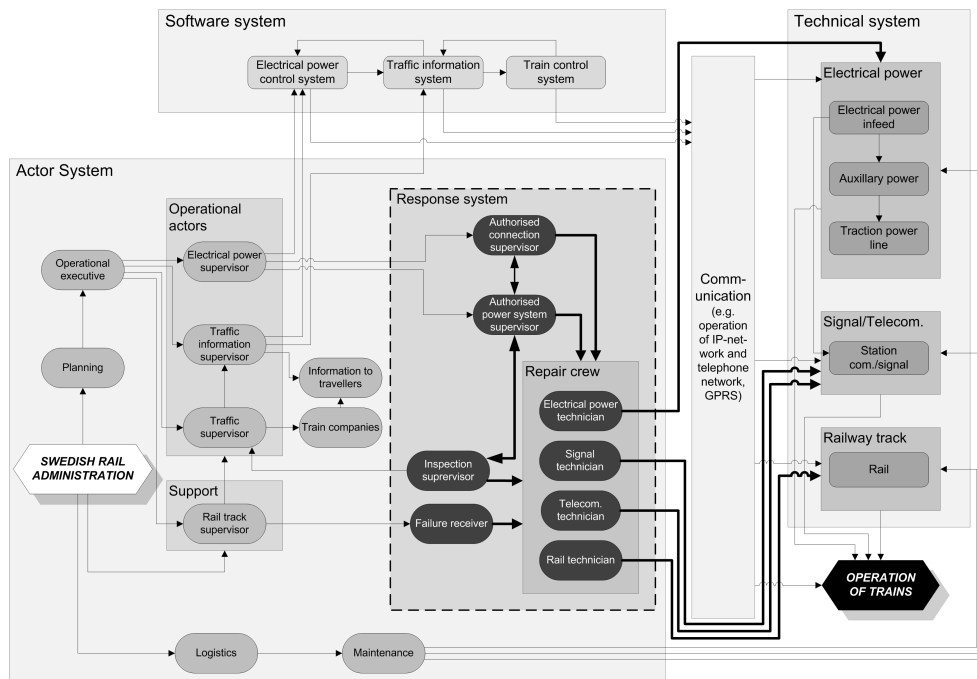 Software system
Electrical power
control system
Traffic information
system
Train control
system
Technical system
Electrical power
Electrical power
infeed
Auxillary power
Traction power
line
Signal/Telecom.
Station
com./signal
Railway track
Rail
OPERATION
OF TRAINS
Comm-
unication
(e.g.
operation
of IP-net-
work and
telephone
network,
GPRS)
Actor System
Operational
actors
Electrical power
supervisor
Operational
executive
Traffic
information
supervisor
Planning
Information to
travellers
Traffic
supervisor
Train companies
SWEDISH RAIL
ADMINISTRATION
Support
Rail track
supervisor
Logistics
Maintenance
Response system
Authorised
connection
supervisor
Authorised
power system
supervisor
Inspection
suprervisor
Failure receiver
Repair crew
Electrical power
technician
Signal
technician
Telecom.
technician
Rail technician